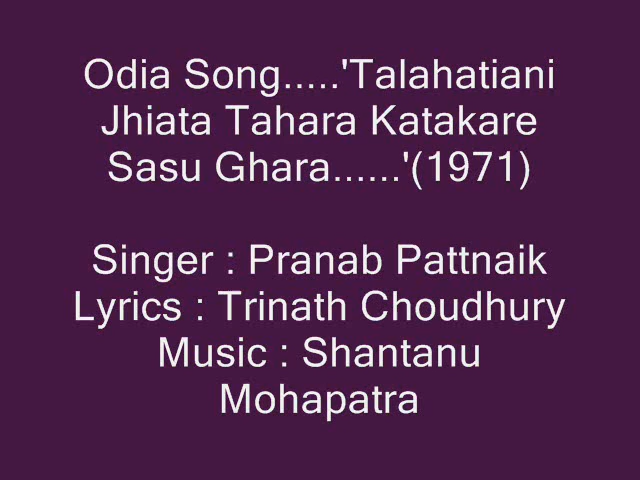 Odia Song.....'Talahatiani
Jhiata Tahara Katakare
Sasu Ghara......'(1971)
Singer : Pranab Pattnaik
Lyrics : Trinath Choudhury
Music : Shantanu
Mohapatra